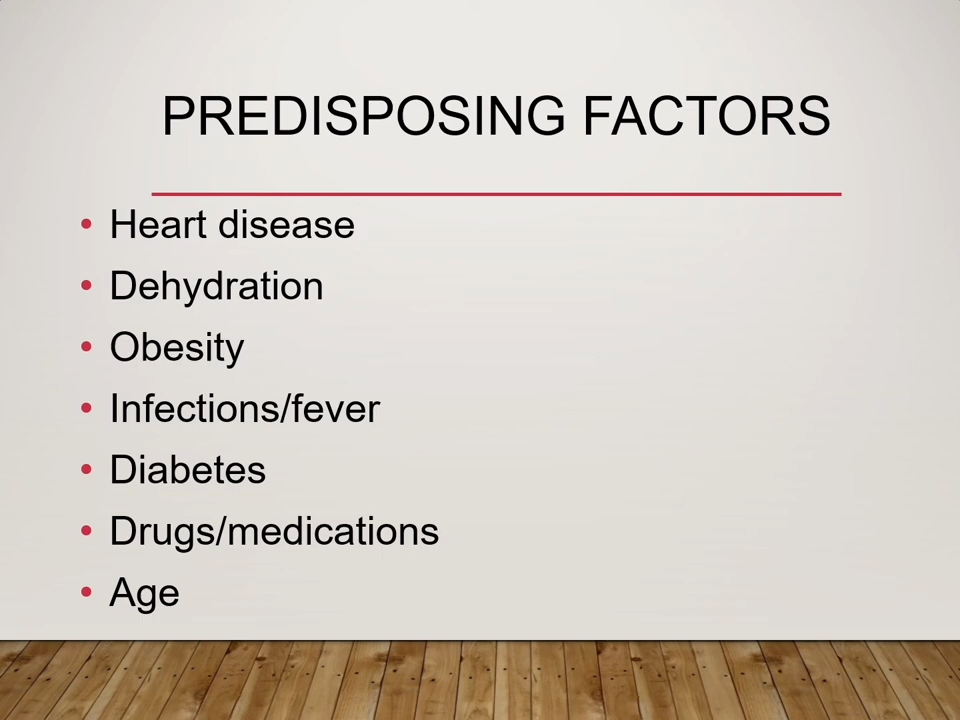 PREDISPOSING FACTORS
• Heart disease
• Dehydration
• Obesity
• Infections/fever
• Diabetes
• Drugs/medications
• Age